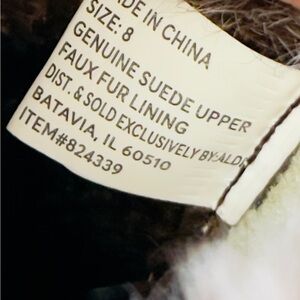 DE IN CHINA
SIZE: 8
GENUINE SUEDE UPPER
FAUX FUR LINING
DIST. & SOLD EXCLUSIVELY BY ALDI
BATAVIA, IL 60510
ITEM#824339